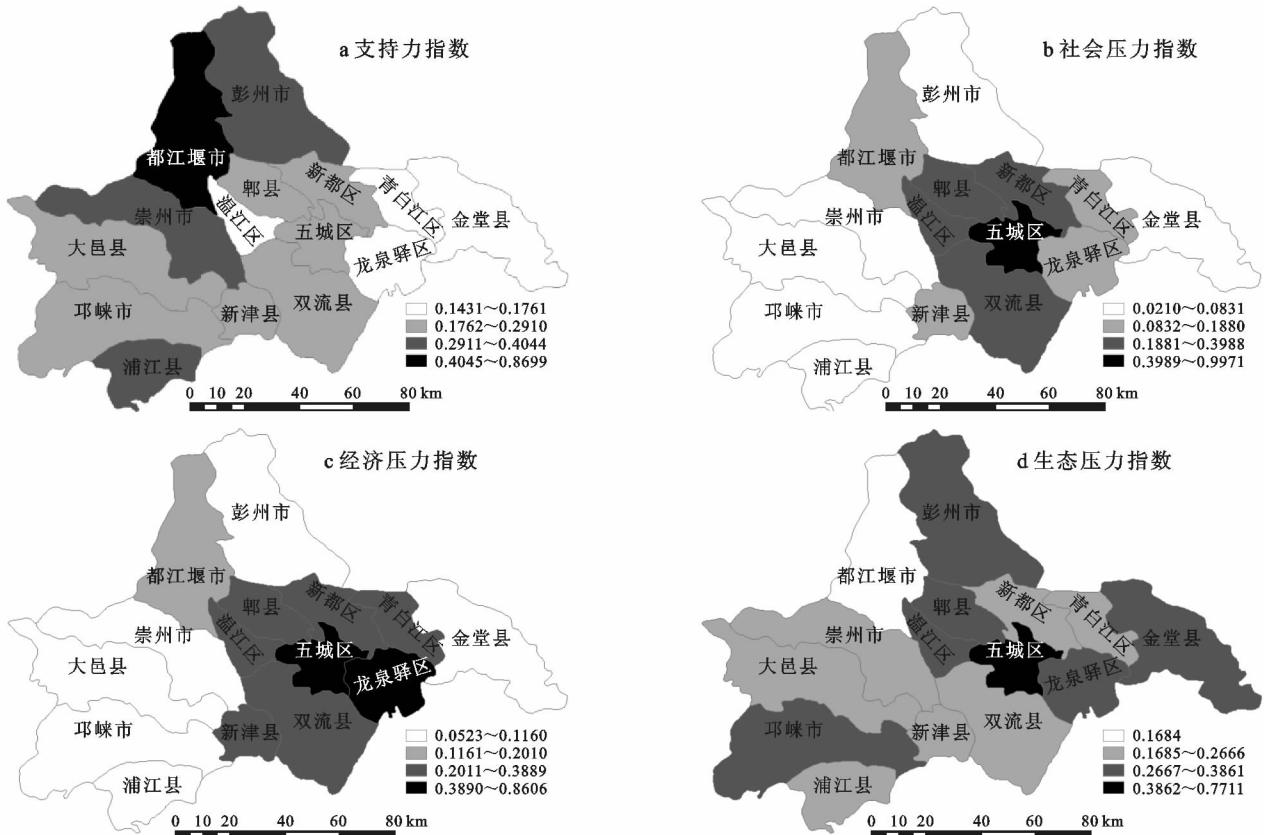 a 支持力指数
彭州市
都江堰市
郫县
新都区
青白江区
温江区
崇州市
五城区
金堂县
大邑县
龙泉驿区
邛崃市
新津县
双流县
浦江县
0.1431~0.1761
0.1762~0.2910
0.2911~0.4044
0.4045~0.8699
0 10 20 40 60 80 km
b 社会压力指数
彭州市
都江堰市
郫县
新都区
青白江区
温江区
崇州市
五城区
金堂县
大邑县
龙泉驿区
邛崃市
新津县
双流县
浦江县
0.0210~0.0831
0.0832~0.1880
0.1881~0.3988
0.3989~0.9971
0 10 20 40 60 80 km
c 经济压力指数
彭州市
都江堰市
郫县
新都区
青白江区
温江区
崇州市
五城区
金堂县
大邑县
龙泉驿区
邛崃市
新津县
双流县
浦江县
0.0523~0.1160
0.1161~0.2010
0.2011~0.3889
0.3890~0.8606
0 10 20 40 60 80 km
d 生态压力指数
彭州市
都江堰市
郫县
新都区
青白江区
温江区
崇州市
五城区
金堂县
大邑县
龙泉驿区
邛崃市
新津县
双流县
浦江县
0.1684
0.1685~0.2666
0.2667~0.3861
0.3862~0.7711
0 10 20 40 60 80 km